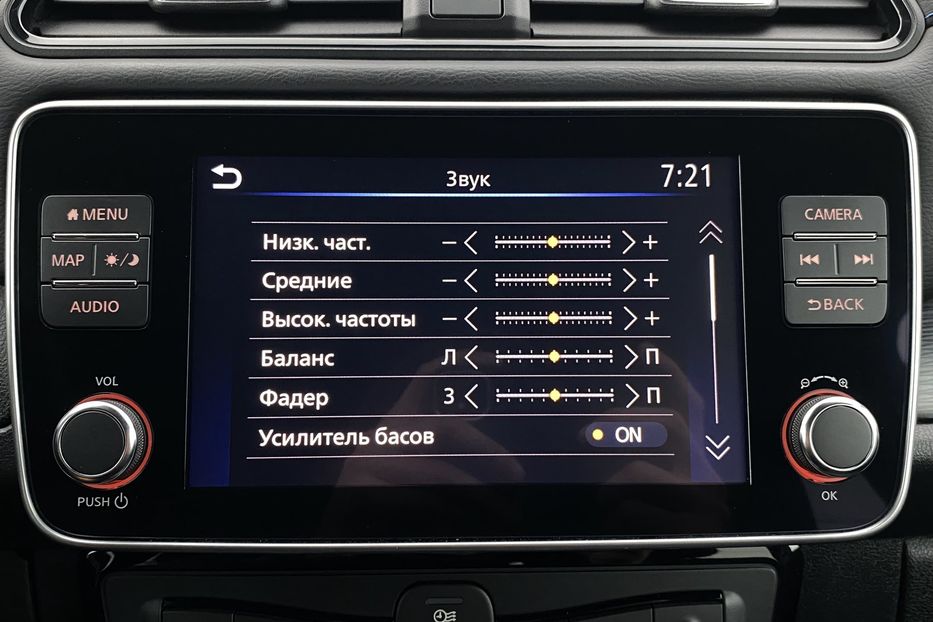 Звук 7:21
Низк. част. – +
Средние – +
Высок. частоты – +
Баланс Л П
Фадер З П
Усилитель басов ON
MENU
MAP
AUDIO
VOL
PUSH
CAMERA
BACK
OK